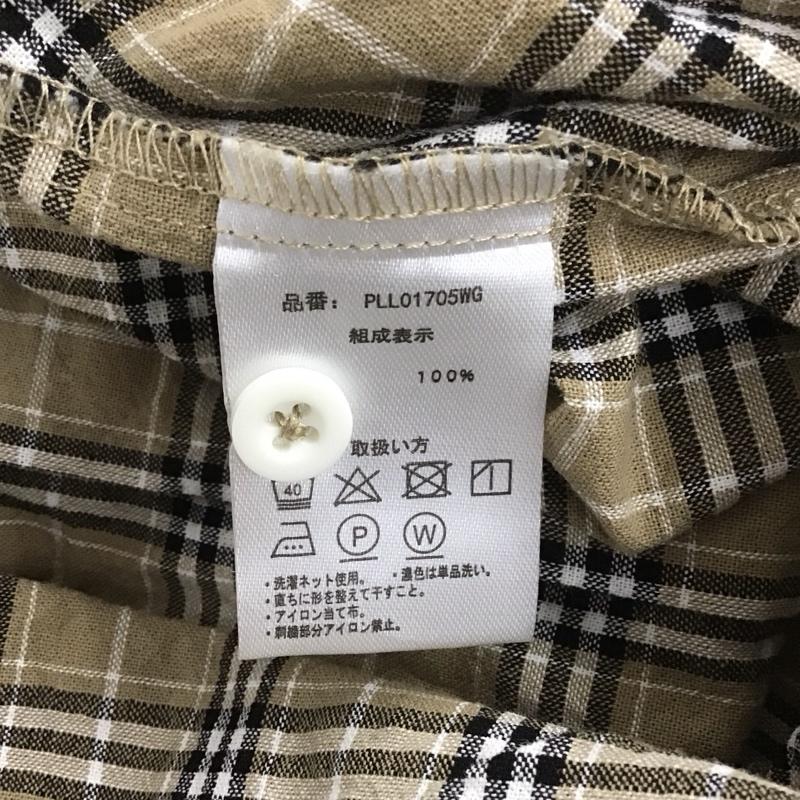 品番： PLL01705WG
組成表示
100%
取扱い方
40
P W
・洗濯ネット使用。 ・濃色は単品洗い。
・直ちに形を整えて干すこと。
・アイロン当て布。
・刺繍部分アイロン禁止。